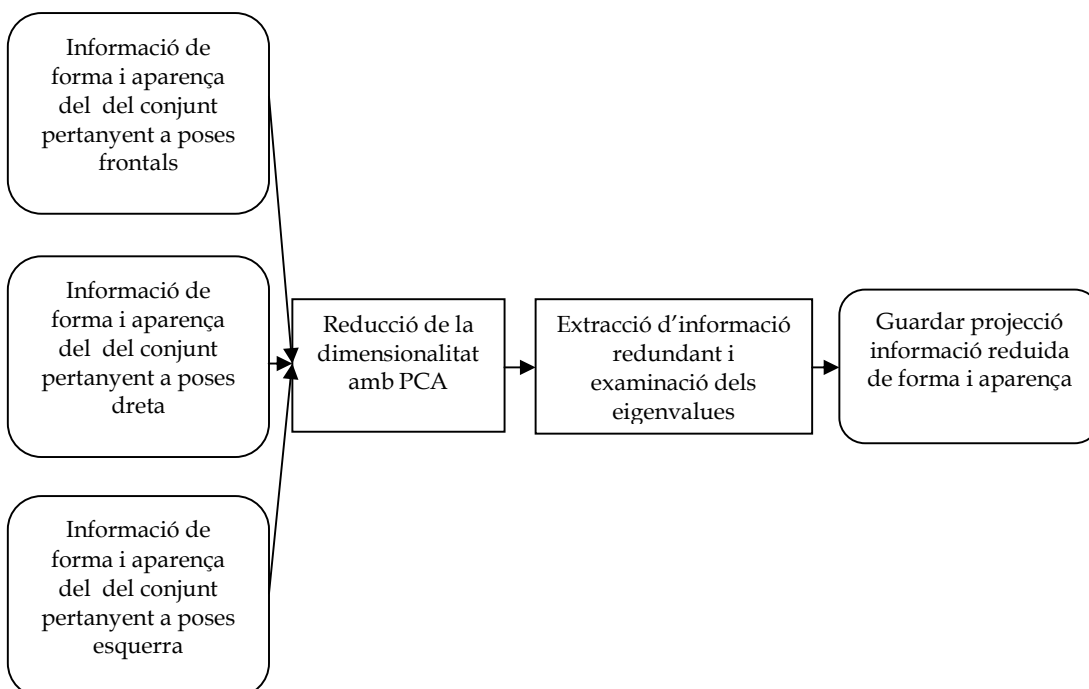 Informació de
forma i aparença
del del conjunt
pertanyent a poses
frontals
Informació de
forma i aparença
del del conjunt
pertanyent a poses
dreta
Informació de
forma i aparença
del del conjunt
pertanyent a poses
esquerra
Reducció de la
dimensionalitat
amb PCA
Extracció d’informació
redundant i
examinació dels
eigenvalues
Guardar projecció
informació reduida
de forma i aparença